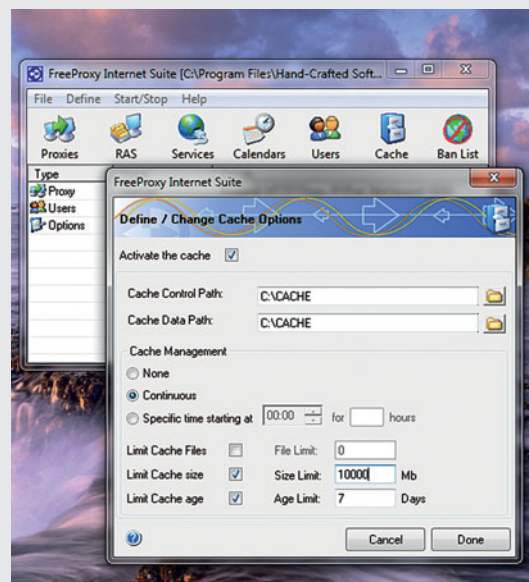 FreeProxy Internet Suite [C:\Program Files\Hand-Crafted Soft...
File Define Start/Stop Help
Proxies RAS Services Calendars Users Cache Ban List
Type
Proxy
Users
Options
FreeProxy Internet Suite
Define / Change Cache Options
Activate the cache
Cache Control Path: C:\CACHE
Cache Data Path: C:\CACHE
Cache Management
None
Continuous
Specific time starting at 00:00 for hours
Limit Cache Files File Limit: 0
Limit Cache size Size Limit: 10000 Mb
Limit Cache age Age Limit: 7 Days
Cancel Done